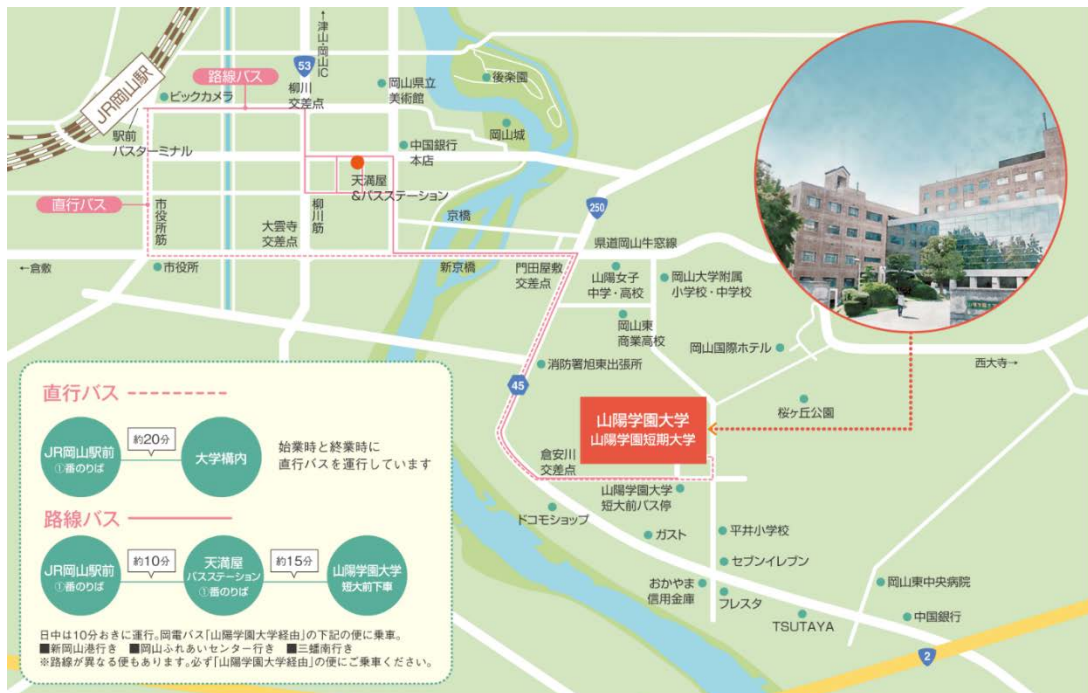 ←津山・岡山IC
53
路線バス
ビックカメラ
柳川
交差点
岡山県立
美術館
後楽園
JR岡山駅
駅前
バスターミナル
岡山城
中国銀行
本店
天満屋
&バスステーション
直行バス
市役所筋
大雲寺
交差点
柳川筋
京橋
250
県道岡山牛窓線
←倉敷
市役所
新京橋
門田屋敷
交差点
山陽女子
中学・高校
岡山大学附属
小学校・中学校
岡山東
商業高校
岡山国際ホテル
西大寺→
消防署旭東出張所
45
桜ヶ丘公園
山陽学園大学
山陽学園短期大学
倉安川
交差点
山陽学園大学
短大前バス停
ドコモショップ
ガスト
平井小学校
セブンイレブン
おかやま
信用金庫
フレスタ
TSUTAYA
岡山東中央病院
中国銀行
2
直行バス
JR岡山駅前
①番のりば
約20分
大学構内
始業時と終業時に
直行バスを運行しています
路線バス
JR岡山駅前
①番のりば
約10分
天満屋
バスステーション
①番のりば
約15分
山陽学園大学
短大前下車
日中は10分おきに運行。岡電バス「山陽学園大学経由」の下記の便に乗車。
■新岡山港行き ■岡山ふれあいセンター行き ■三蟠南行き
※路線が異なる便もあります。必ず「山陽学園大学経由」の便にご乗車ください。